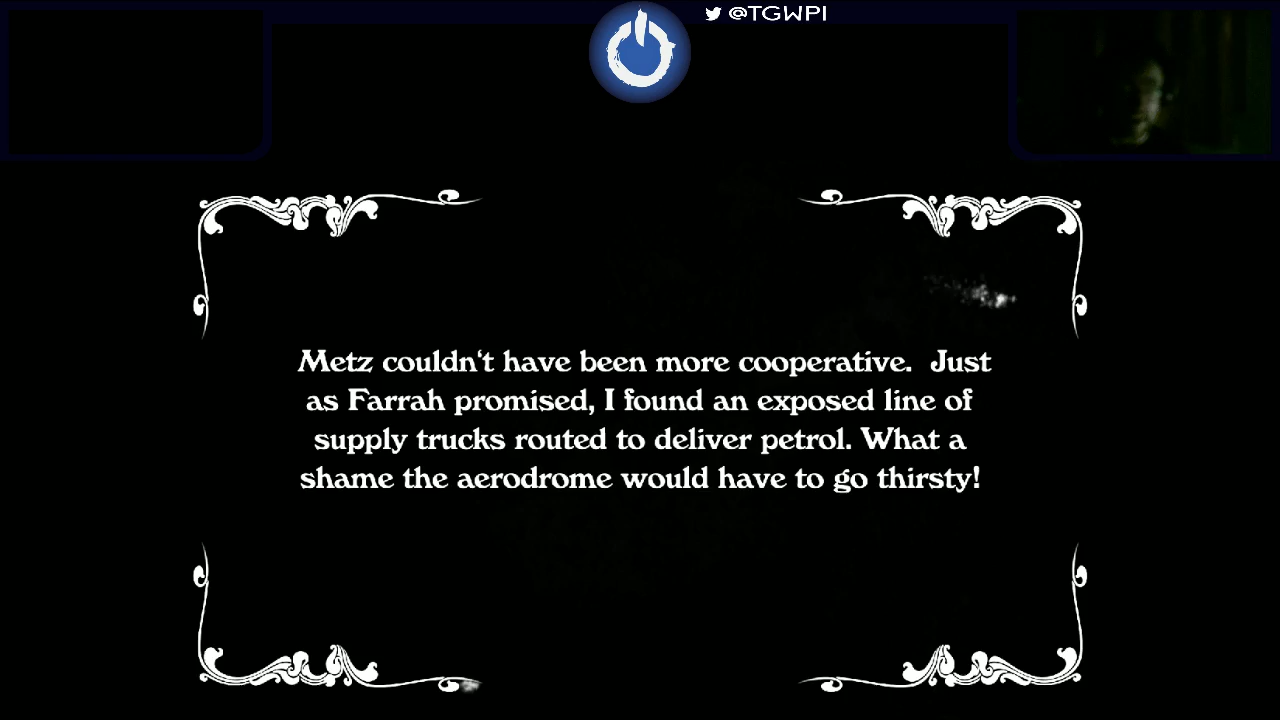 @TGWPI
Metz couldn't have been more cooperative.  Just
as Farrah promised, I found an exposed line of
supply trucks routed to deliver petrol. What a
shame the aerodrome would have to go thirsty!